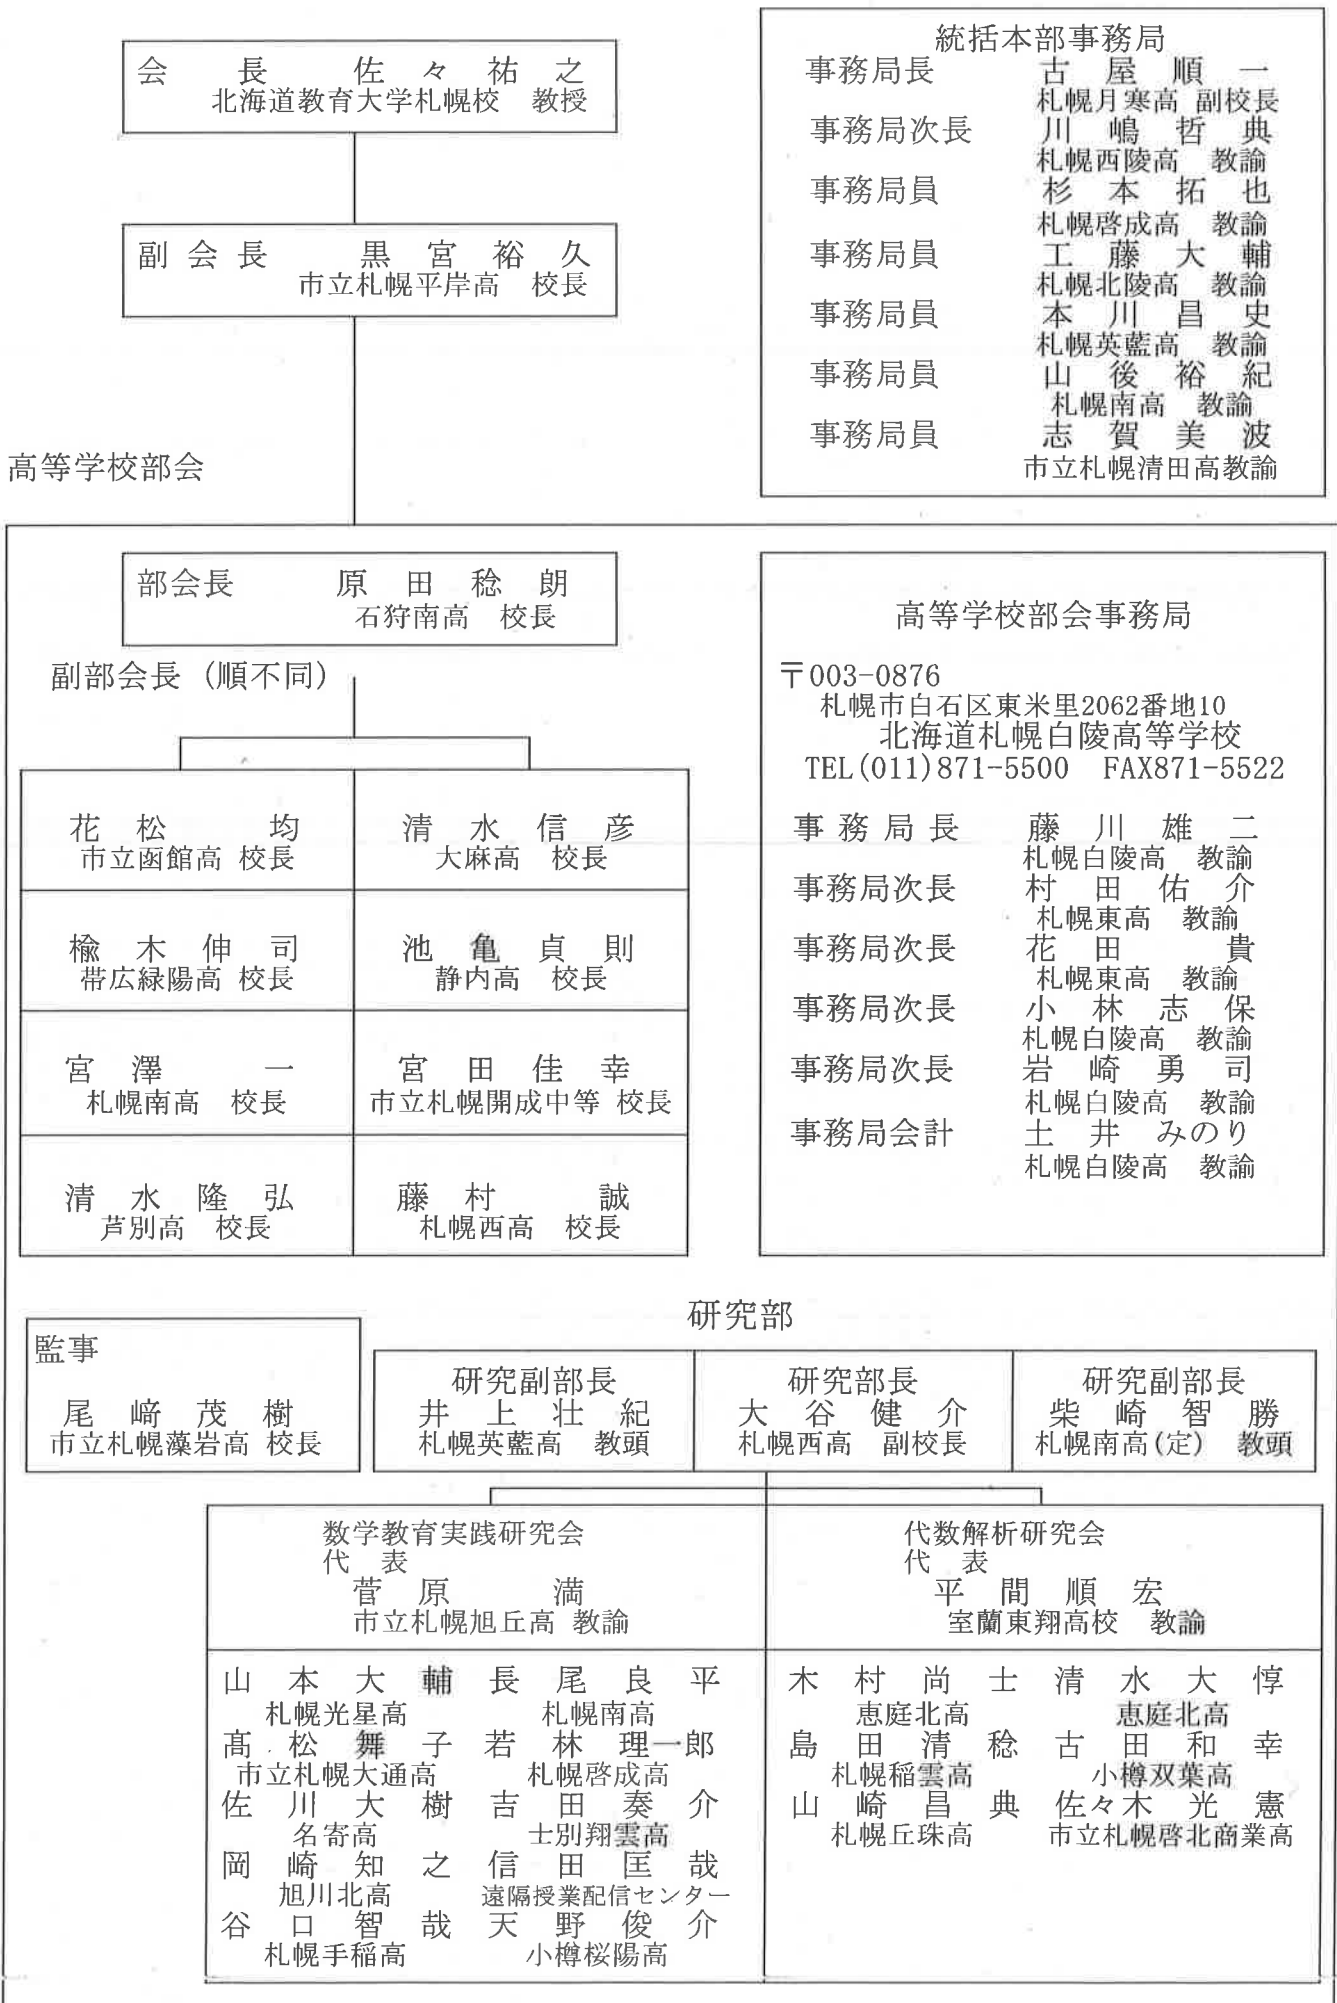 会　長　佐々祐之
北海道教育大学札幌校　教授
副会長　黒宮裕久
市立札幌平岸高　校長
統括本部事務局
事務局長　古屋順一
札幌月寒高　副校長
事務局次長　川嶋哲典
札幌西陵高　教諭
事務局員　杉本拓也
札幌啓成高　教諭
事務局員　工藤大輔
札幌北陵高　教諭
事務局員　本川昌史
札幌英藍高　教諭
事務局員　山後裕紀
札幌南高　教諭
事務局員　志賀美波
市立札幌清田高教諭
高等学校部会
部会長　原田稔朗
石狩南高　校長
副部会長（順不同）
花松　均　清水信彦
市立函館高 校長　大麻高　校長
楡木伸司　池亀貞則
帯広緑陽高 校長　静内高　校長
宮澤　一　宮田佳幸
札幌南高　校長　市立札幌開成中等 校長
清水隆弘　藤村　誠
芦別高　校長　札幌西高　校長
高等学校部会事務局
〒003-0876
札幌市白石区東米里2062番地10
北海道札幌白陵高等学校
TEL(011)871-5500　FAX871-5522
事務局長　藤川雄二
札幌白陵高　教諭
事務局次長　村田佑介
札幌東高　教諭
事務局次長　花田　貴
札幌東高　教諭
事務局次長　小林志保
札幌白陵高　教諭
事務局次長　岩崎勇司
札幌白陵高　教諭
事務局会計　土井みのり
札幌白陵高　教諭
監事
尾﨑茂樹
市立札幌藻岩高 校長
研究部
研究副部長　研究部長　研究副部長
井上壮紀　大谷健介　柴崎智勝
札幌英藍高　教頭　札幌西高　副校長　札幌南高(定)　教頭
数学教育実践研究会
代　表
菅原　満
市立札幌旭丘高 教諭
代数解析研究会
代　表
平間順宏
室蘭東翔高校　教諭
山本大輔　長尾良平
札幌光星高　札幌南高
髙松舞子　若林理一郎
市立札幌大通高　札幌啓成高
佐川大樹　吉田奏介
名寄高　士別翔雲高
岡崎知之　信田匡哉
旭川北高　遠隔授業配信センター
谷口智哉　天野俊介
札幌手稲高　小樽桜陽高
木村尚士　清水大惇
恵庭北高　恵庭北高
島田清稔　古田和幸
札幌稲雲高　小樽双葉高
山崎昌典　佐々木光憲
札幌丘珠高　市立札幌啓北商業高